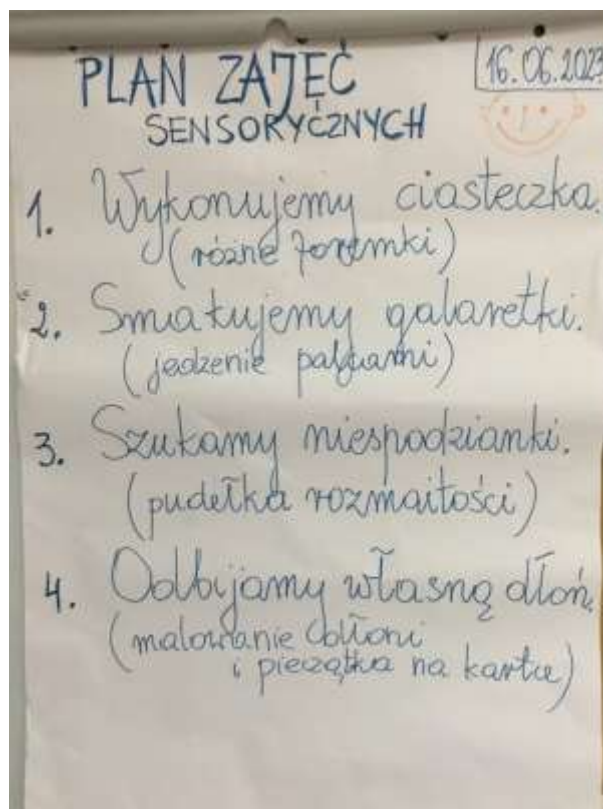 PLAN ZAJĘĆ
16.06.2023
SENSORYCZNYCH
1. Wykonujemy ciasteczka.
(różne foremki)
2. Smakujemy galaretki.
(jedzenie palcami)
3. Szukamy niespodzianki.
(pudełka rozmaitości)
4. Odbijamy własną dłoń.
(malowanie dłoni
i pieczątka na kartce)